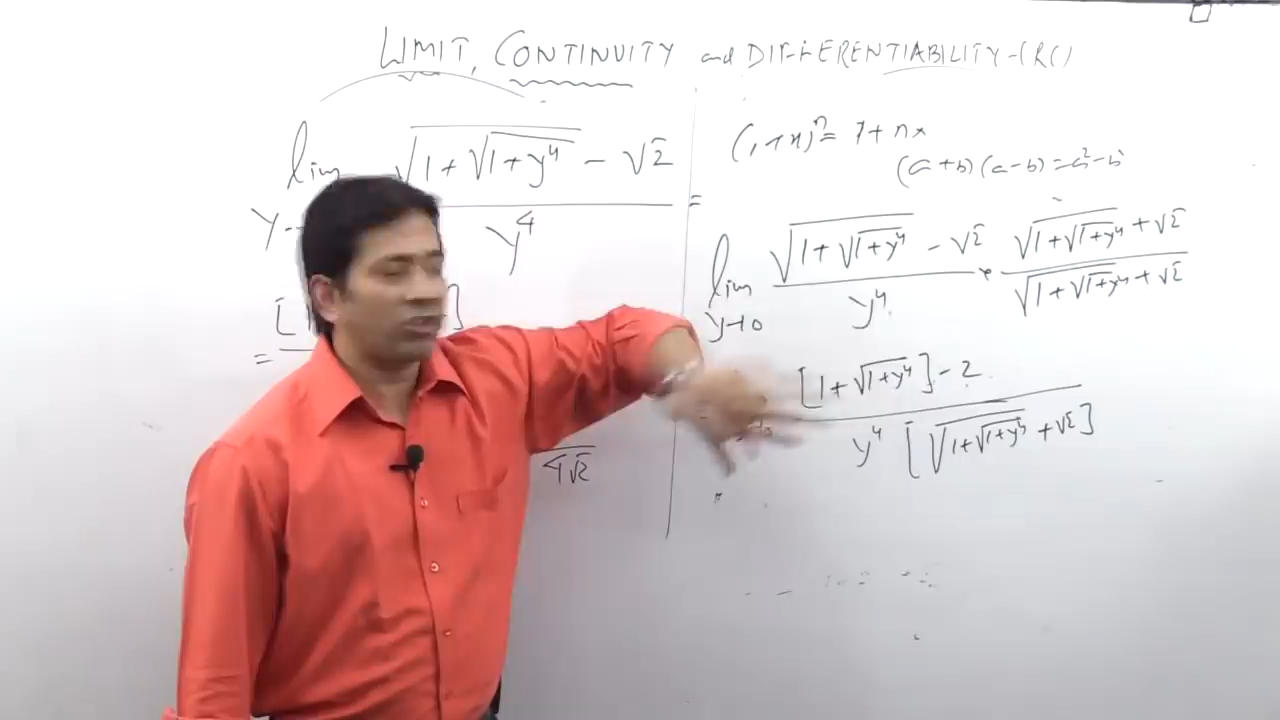 LIMIT, CONTINUITY and DIFFERENTIABILITY-(RC)
lim √(1+√(1+y⁴)) - √2
y⁴
=
4√2
(1+x)ⁿ = 1+nx
(a+b)(a-b) = a²-b²
lim y→0 √(1+√(1+y⁴)) - √2 / y⁴ × √(1+√(1+y⁴)) + √2 / √(1+√(1+y⁴)) + √2
[1+√(1+y⁴)] - 2
y⁴ [√(1+√(1+y⁴)) + √2]